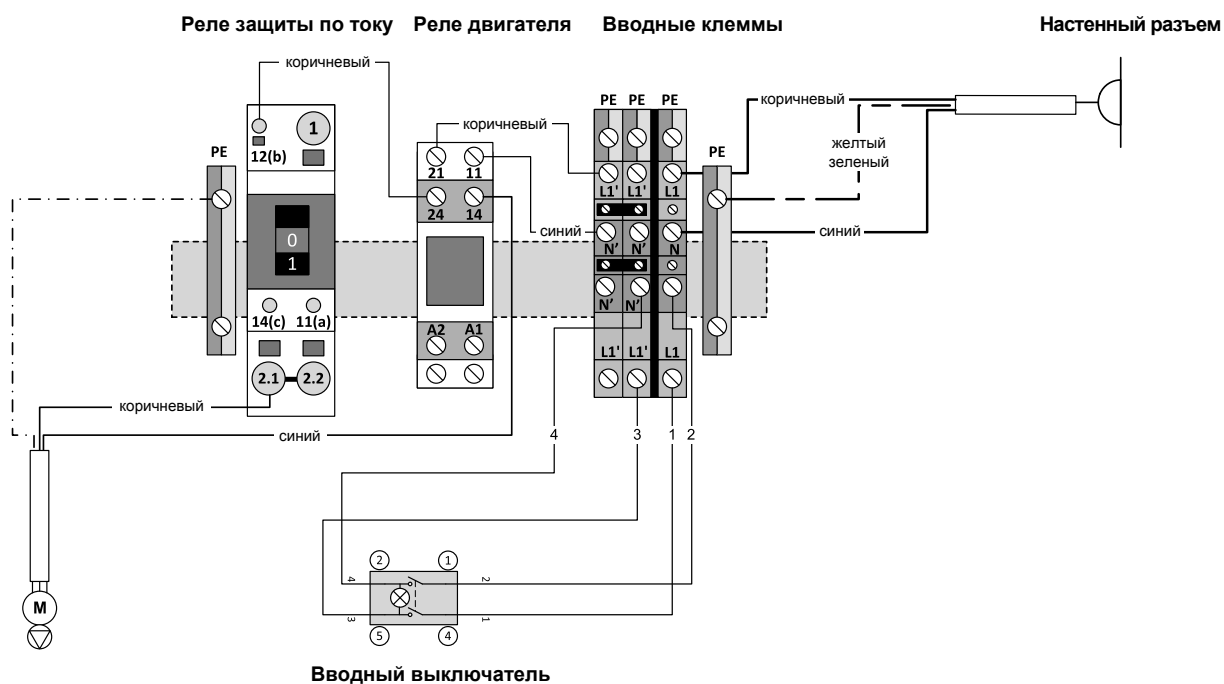 Реле защиты по току Реле двигателя Вводные клеммы Настенный разъем
коричневый
PE PE PE
коричневый
коричневый
1
12(b)
желтый
зеленый
PE
PE
21 11
L1' L1' L1
24 14
синий
синий
N' N' N
0
1
N' N'
14(c) 11(a)
A2 A1
L1' L1' L1
2.1 2.2
коричневый
синий
4 3 1 2
2 1
4 2
3 1
5 4
M
Вводный выключатель